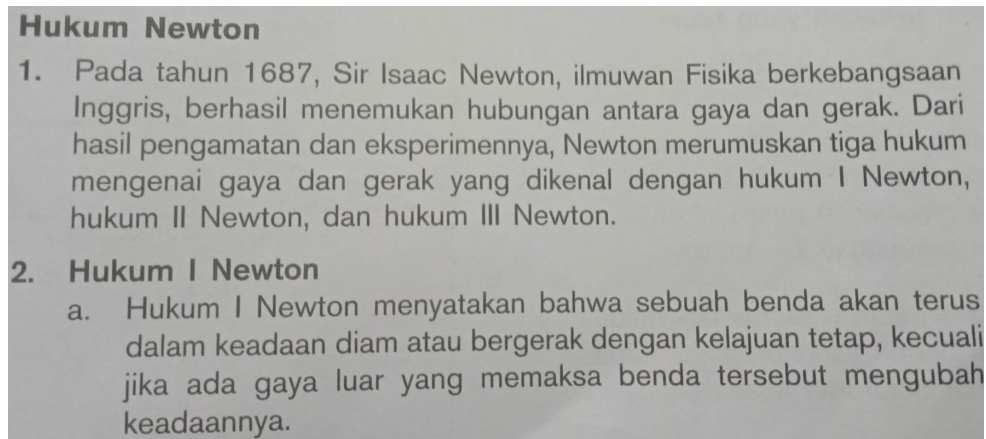 Hukum Newton
1. Pada tahun 1687, Sir Isaac Newton, ilmuwan Fisika berkebangsaan
Inggris, berhasil menemukan hubungan antara gaya dan gerak. Dari
hasil pengamatan dan eksperimennya, Newton merumuskan tiga hukum
mengenai gaya dan gerak yang dikenal dengan hukum I Newton,
hukum II Newton, dan hukum III Newton.
2. Hukum I Newton
a. Hukum I Newton menyatakan bahwa sebuah benda akan terus
dalam keadaan diam atau bergerak dengan kelajuan tetap, kecuali
jika ada gaya luar yang memaksa benda tersebut mengubah
keadaannya.